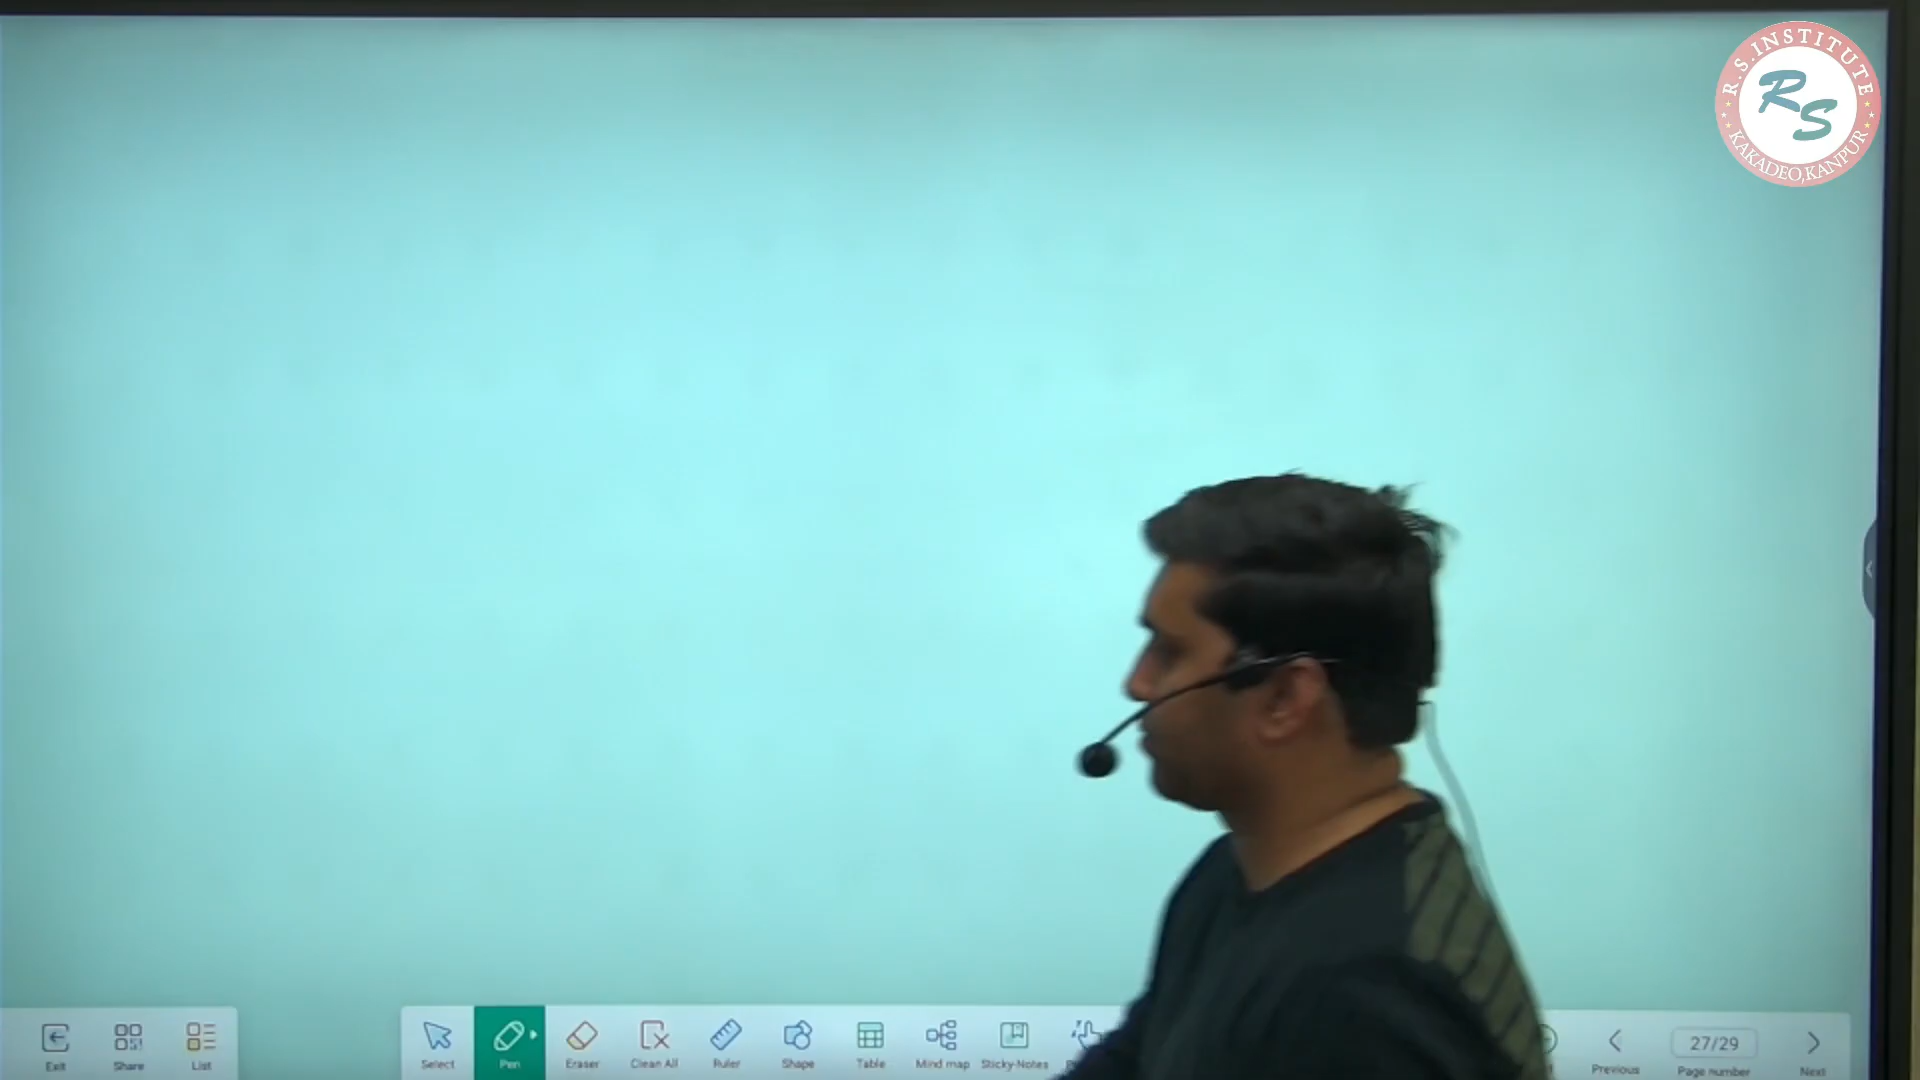 R.S.INSTITUTE
RS
KAKADEO,KANPUR
Exit
Share
List
Select
Pen
Eraser
Clean All
Ruler
Shape
Table
Mind map
Sticky-Notes
Previous
27/29
Page number
Next